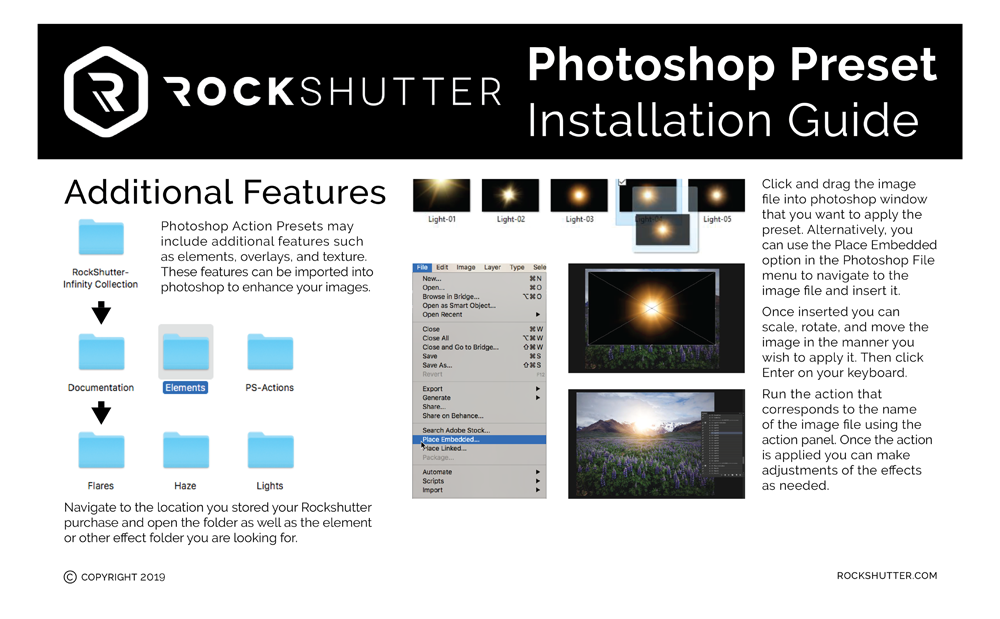 ROCKSHUTTER
Photoshop Preset
Installation Guide
Additional Features
RockShutter-
Infinity Collection
Photoshop Action Presets may
include additional features such
as elements, overlays, and texture.
These features can be imported into
photoshop to enhance your images.
Documentation
Elements
PS-Actions
Flares
Haze
Lights
Navigate to the location you stored your Rockshutter
purchase and open the folder as well as the element
or other effect folder you are looking for.
Light-01
Light-02
Light-03
Light-05
File Edit Image Layer Type Sele
New... ⌘N
Open... ⌘O
Browse in Bridge... ⌥⌘O
Open as Smart Object...
Open Recent
Close ⌘W
Close All ⌥⌘W
Close and Go to Bridge... ⇧⌘W
Save ⌘S
Save As... ⇧⌘S
Revert
Export
Generate
Share...
Share on Behance...
Search Adobe Stock...
Place Embedded...
Place Linked...
Package...
Automate
Scripts
Import
Click and drag the image
file into photoshop window
that you want to apply the
preset. Alternatively, you
can use the Place Embedded
option in the Photoshop File
menu to navigate to the
image file and insert it.
Once inserted you can
scale, rotate, and move the
image in the manner you
wish to apply it. Then click
Enter on your keyboard.
Run the action that
corresponds to the name
of the image file using the
action panel. Once the action
is applied you can make
adjustments of the effects
as needed.
© COPYRIGHT 2019
ROCKSHUTTER.COM